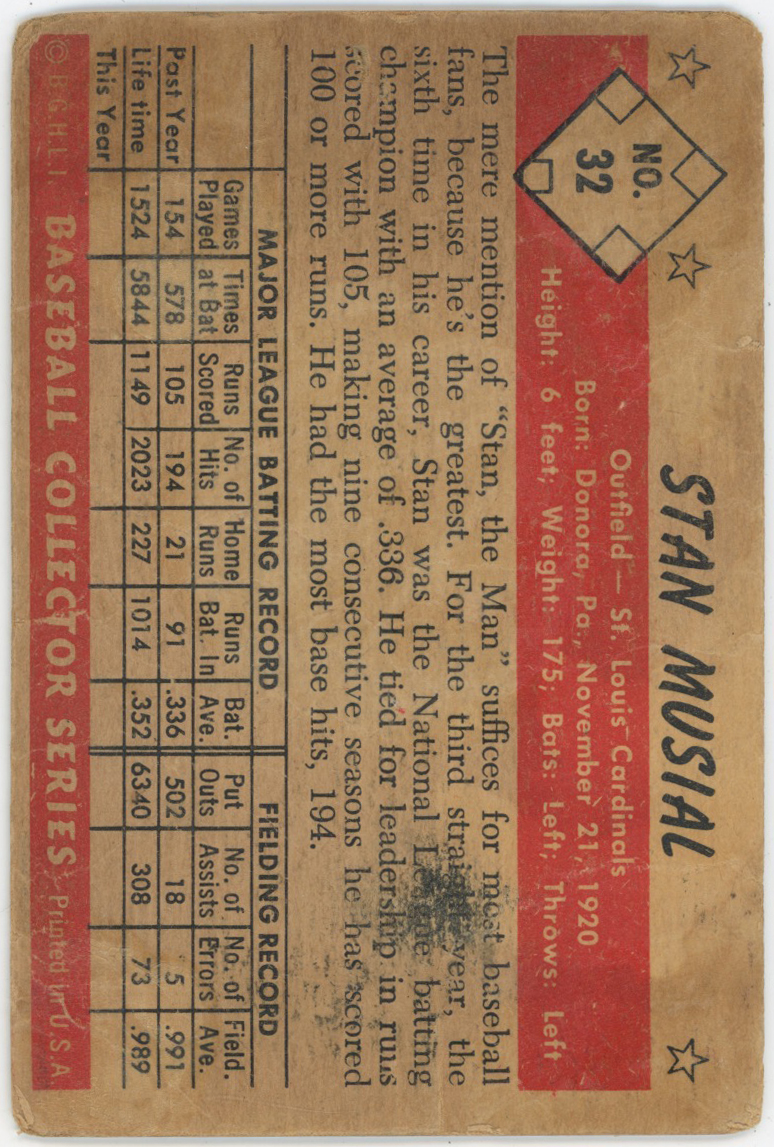 STAN MUSIAL
NO.
32
Outfield — St. Louis Cardinals
Born: Donora, Pa., November 21, 1920
Height: 6 feet; Weight: 175; Bats: Left; Throws: Left
The mere mention of “Stan, the Man” suffices for most baseball
fans, because he's the greatest. For the third straight year, the
sixth time in his career, Stan was the National League batting
champion with an average of .336. He tied for leadership in runs
scored with 105, making nine consecutive seasons he has scored
100 or more runs. He had the most base hits, 194.
MAJOR LEAGUE BATTING RECORD FIELDING RECORD
Games Times Runs No. of Home Runs Bat. Put No. of No. of Field.
Played at Bat Scored Hits Runs Bat. In Ave. Outs Assists Errors Ave.
Past Year 154 578 105 194 21 91 .336 502 18 5 .991
Life time 1524 5844 1149 2023 227 1014 .352 6340 308 73 .989
This Year
© B.G.H.L.I. BASEBALL COLLECTOR SERIES Printed in U.S.A